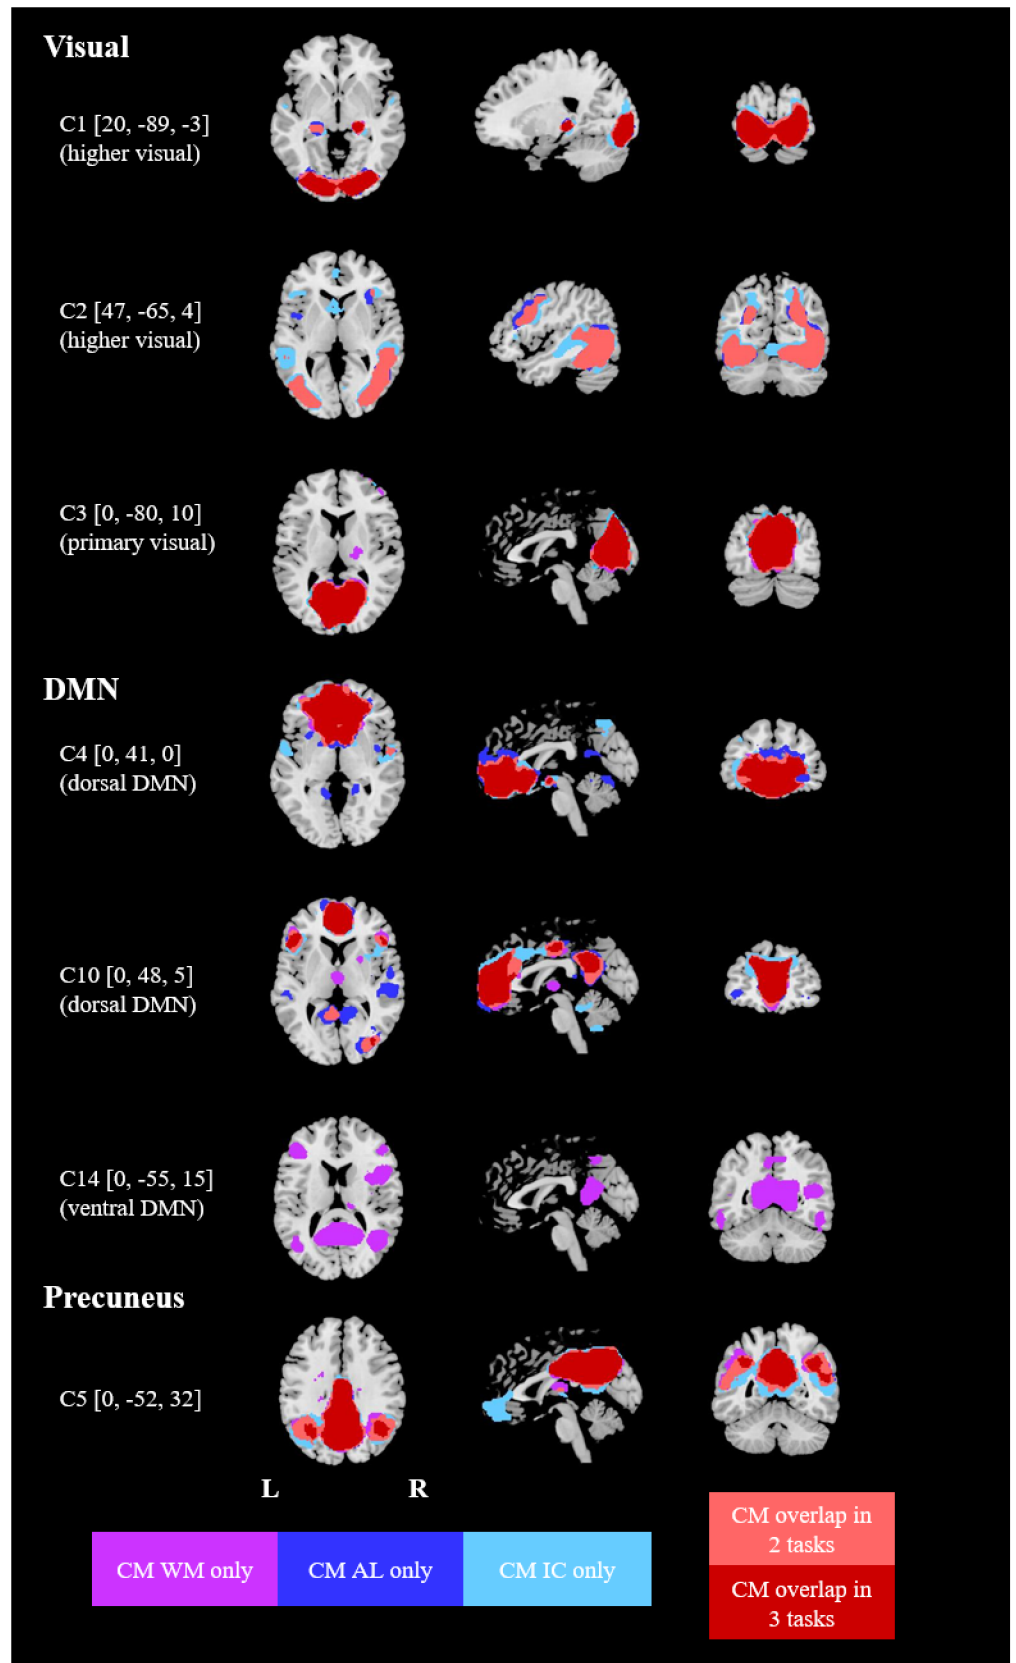 Visual
C1 [20, -89, -3]
(higher visual)
C2 [47, -65, 4]
(higher visual)
C3 [0, -80, 10]
(primary visual)
DMN
C4 [0, 41, 0]
(dorsal DMN)
C10 [0, 48, 5]
(dorsal DMN)
C14 [0, -55, 15]
(ventral DMN)
Precuneus
C5 [0, -52, 32]
L R
CM WM only
CM AL only
CM IC only
CM overlap in
2 tasks
CM overlap in
3 tasks